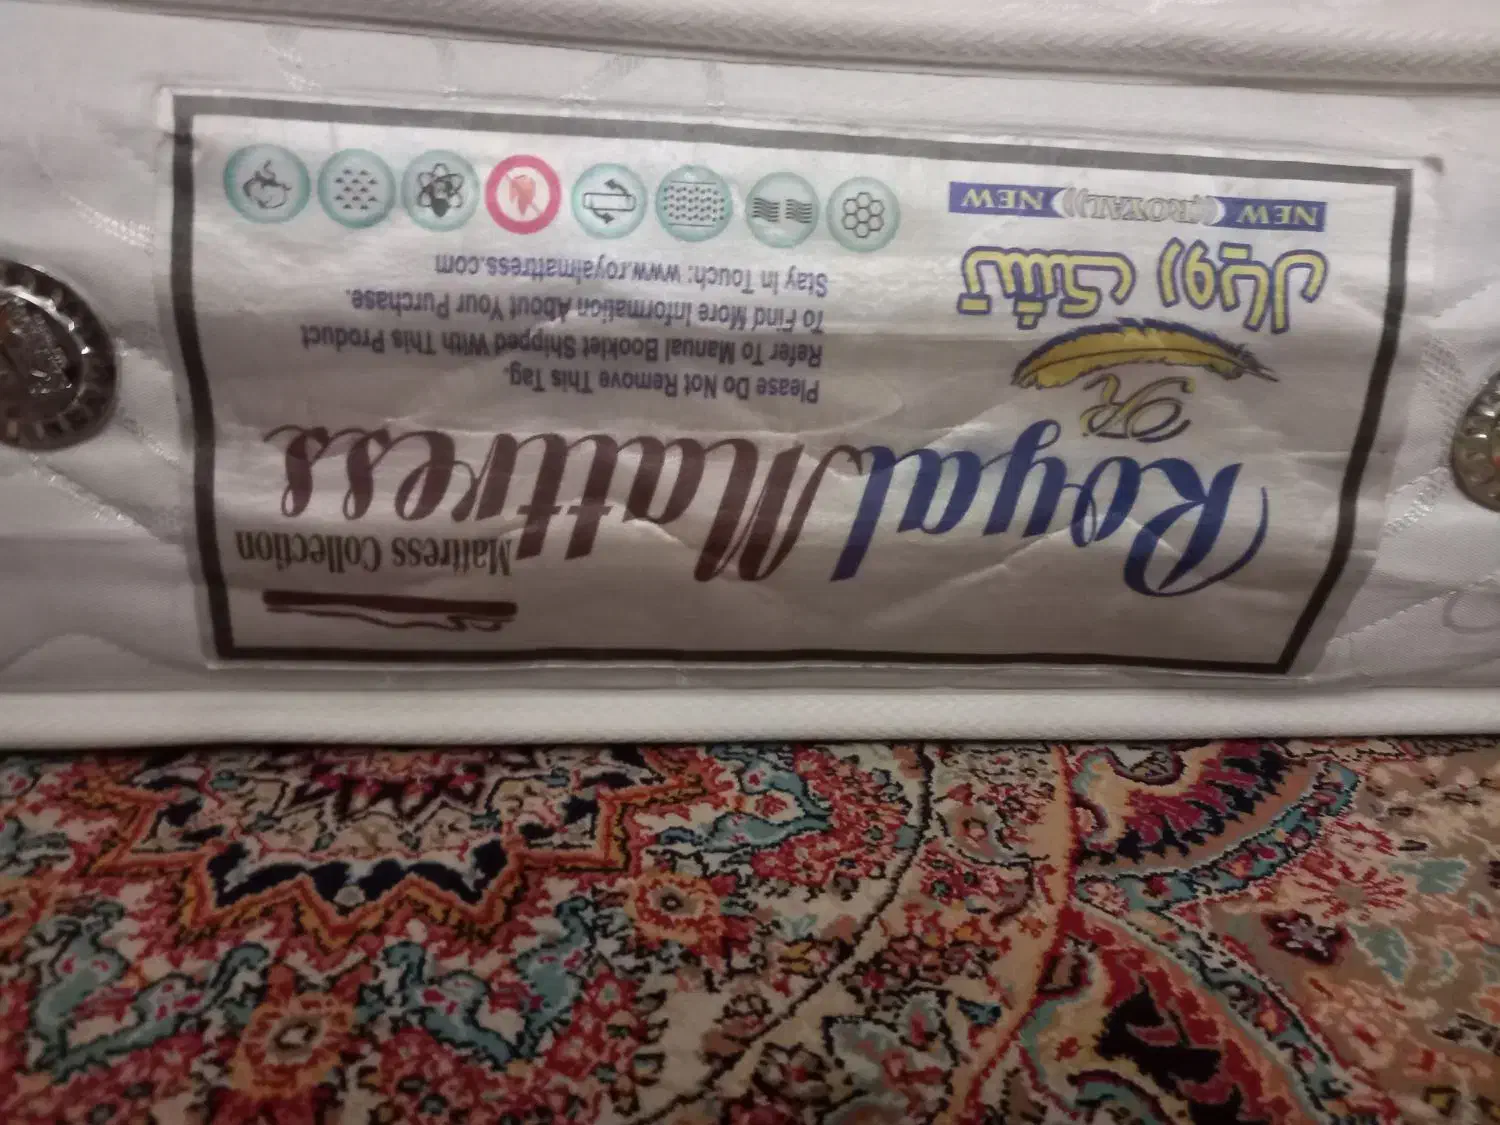 Mattress Collection
Royal Mattress
R
Please Do Not Remove This Tag.
Refer To Manual Booklet Shipped With This Product
To Find More Information About Your Purchase.
Stay In Touch: www.royalmattress.com
تشک رویال
NEW ((ROYAL)) NEW